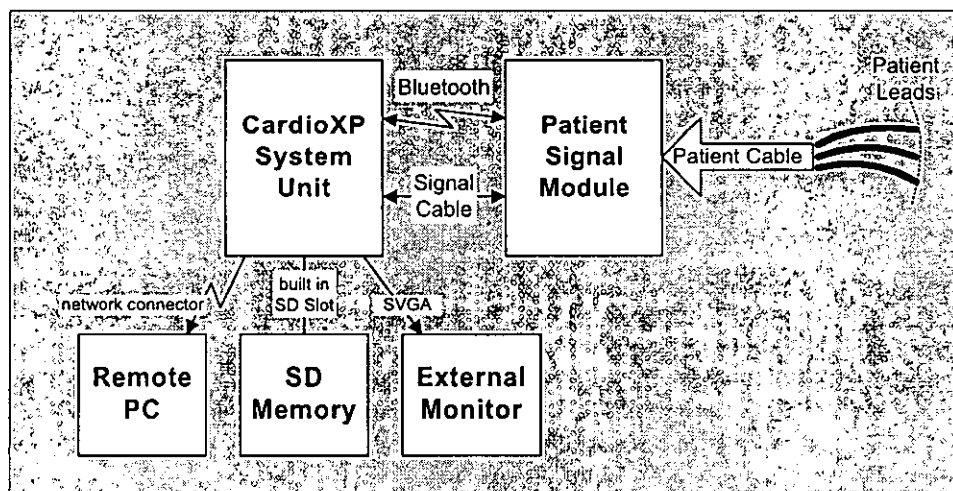 CardioXP
System
Unit
Bluetooth
Signal
Cable
Patient
Signal
Module
Patient Cable
Patient
Leads
network connector
built in
SD Slot
SVGA
Remote
PC
SD
Memory
External
Monitor